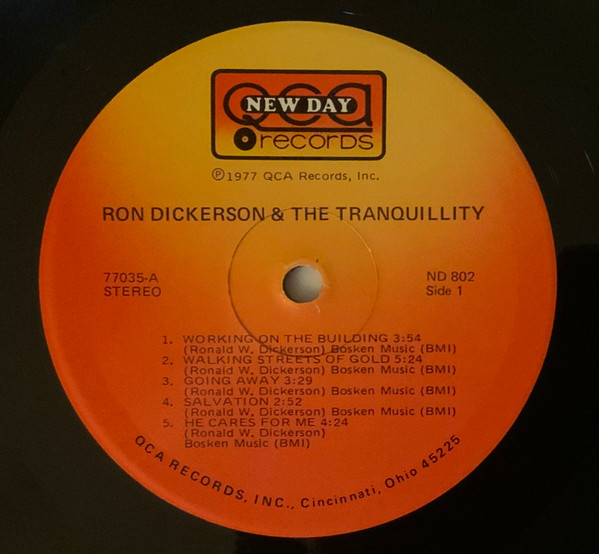 QCA
NEW DAY
records
℗1977 QCA Records, Inc.
RON DICKERSON & THE TRANQUILLITY
77035-A
STEREO
ND 802
Side 1
1. WORKING ON THE BUILDING 3:54
(Ronald W. Dickerson) Bosken Music (BMI)
2. WALKING STREETS OF GOLD 5:24
(Ronald W. Dickerson) Bosken Music (BMI)
3. GOING AWAY 3:29
(Ronald W. Dickerson) Bosken Music (BMI)
4. SALVATION 2:52
(Ronald W. Dickerson) Bosken Music (BMI)
5. HE CARES FOR ME 4:24
(Ronald W. Dickerson)
Bosken Music (BMI)
QCA RECORDS, INC., Cincinnati, Ohio 45225